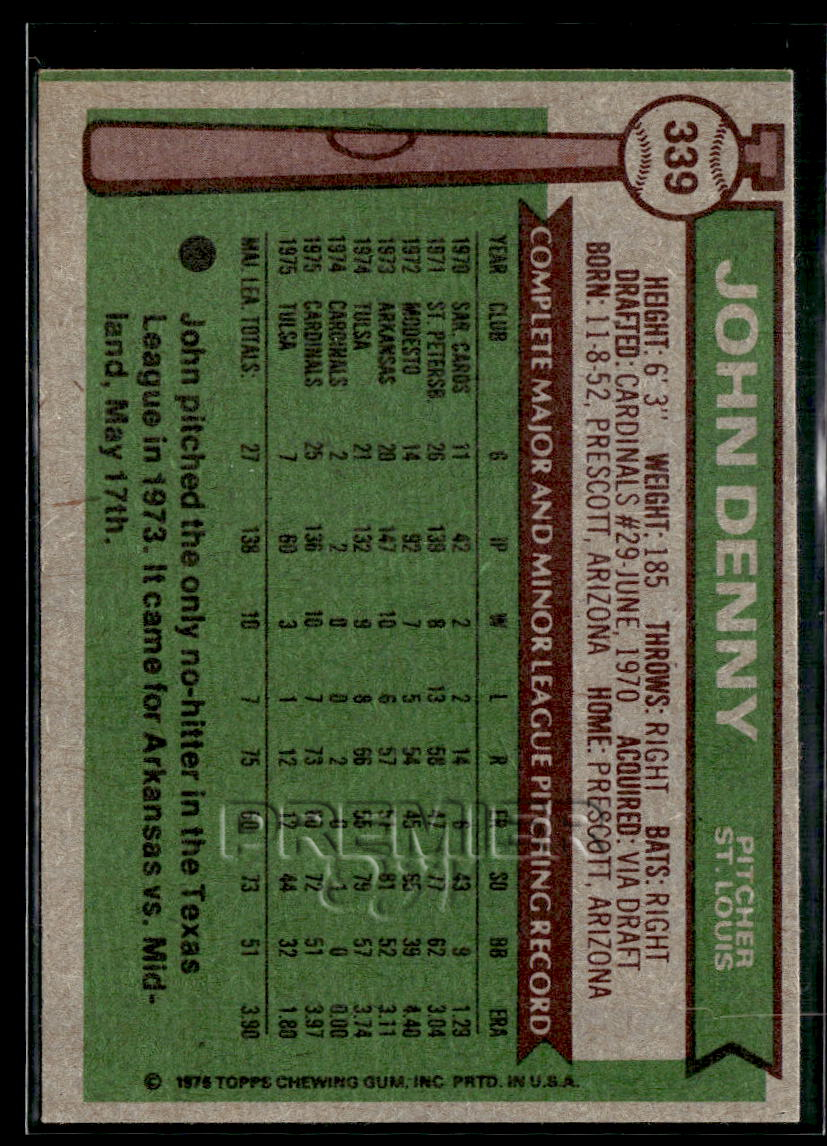 339
JOHN DENNY
PITCHER
ST. LOUIS
HEIGHT: 6' 3" WEIGHT: 185 THROWS: RIGHT BATS: RIGHT
DRAFTED: CARDINALS #29-JUNE, 1970 ACQUIRED: VIA DRAFT
BORN: 11-8-52, PRESCOTT, ARIZONA HOME: PRESCOTT, ARIZONA
COMPLETE MAJOR AND MINOR LEAGUE PITCHING RECORD
YEAR CLUB G IP W L R ER SO BB ERA
1970 SAR. CARDS 11 42 2 2 14 6 43 9 1.29
1971 ST. PETERSB. 26 139 8 13 58 47 77 62 3.04
1972 MODESTO 14 92 7 5 54 45 39 4.40
1973 ARKANSAS 20 147 10 6 57 51 81 52 3.11
1974 TULSA 21 132 9 8 66 55 79 57 3.74
1974 CARDINALS 2 2 0 0 2 0 1 0 0.00
1975 CARDINALS 25 136 10 7 73 60 72 51 3.97
1975 TULSA 7 60 3 1 12 12 44 32 1.80
MAJ. LEA. TOTALS: 27 138 10 7 75 60 73 51 3.90
John pitched the only no-hitter in the Texas
League in 1973. It came for Arkansas vs. Mid-
land, May 17th.
© 1976 TOPPS CHEWING GUM, INC. PRTD. IN U.S.A.
PREMIER